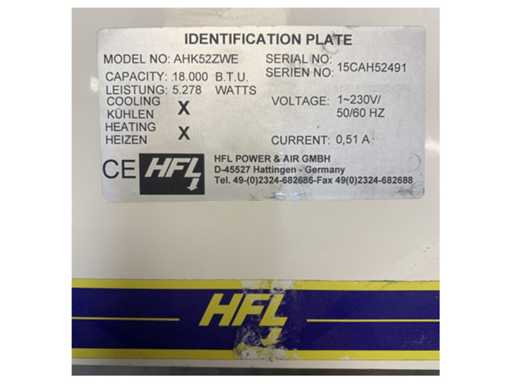 IDENTIFICATION PLATE
MODEL NO: AHK52ZWE
SERIAL NO:
SERIEN NO: 15CAH52491
CAPACITY: 18.000 B.T.U.
LEISTUNG: 5.278 WATTS
COOLING
KÜHLEN X
VOLTAGE: 1~230V/
50/60 HZ
HEATING
HEIZEN X
CURRENT: 0,51 A
CE HFL
HFL POWER & AIR GMBH
D-45527 Hattingen - Germany
Tel. 49-(0)2324-682686-Fax 49(0)2324-682688
HFL